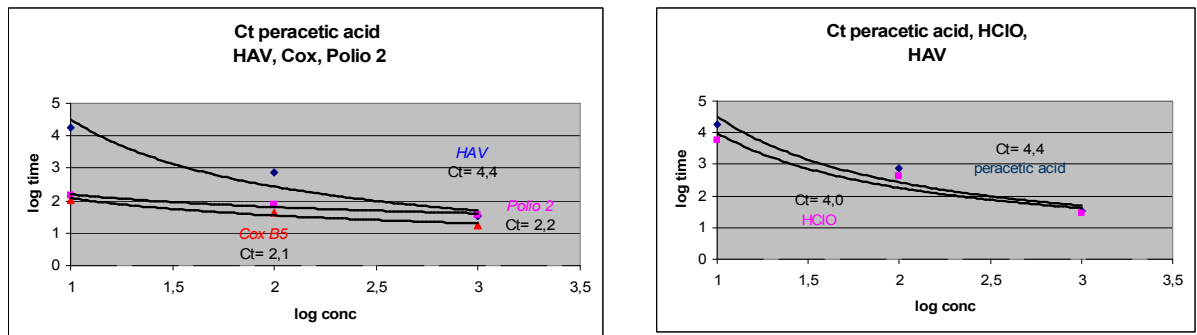 Ct peracetic acid
HAV, Cox, Polio 2
5
4
3
2
1
0
log time
HAV
Ct= 4,4
Polio 2
Ct= 2,2
Cox B5
Ct= 2,1
1
1,5
2
2,5
3
3,5
log conc
Ct peracetic acid, HClO,
HAV
5
4
3
2
1
0
log time
Ct= 4,4
peracetic acid
Ct= 4,0
HClO
1
1,5
2
2,5
3
3,5
log conc